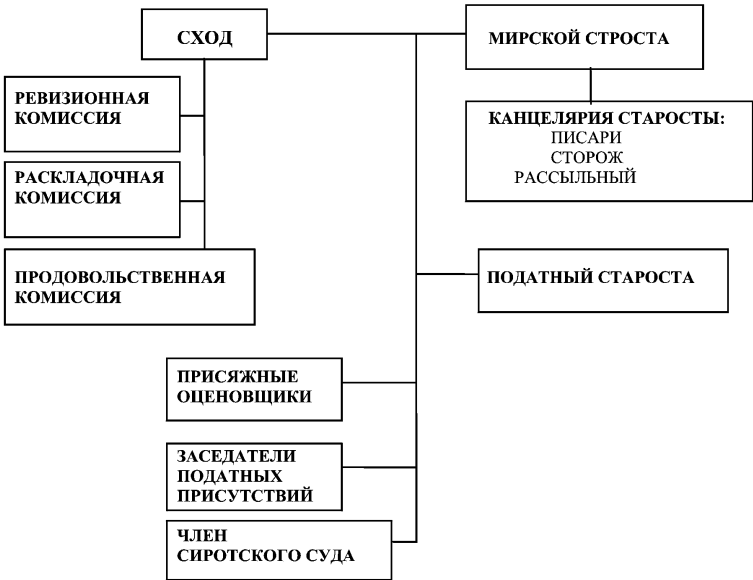 СХОД
МИРСКОЙ СТРОСТА
РЕВИЗИОННАЯ
КОМИССИЯ
КАНЦЕЛЯРИЯ СТАРОСТЫ:
ПИСАРИ
СТОРОЖ
РАССЫЛЬНЫЙ
РАСКЛАДОЧНАЯ
КОМИССИЯ
ПРОДОВОЛЬСТВЕННАЯ
КОМИССИЯ
ПОДАТНЫЙ СТАРОСТА
ПРИСЯЖНЫЕ
ОЦЕНОВЩИКИ
ЗАСЕДАТЕЛИ
ПОДАТНЫХ
ПРИСУТСТВИЙ
ЧЛЕН
СИРОТСКОГО СУДА